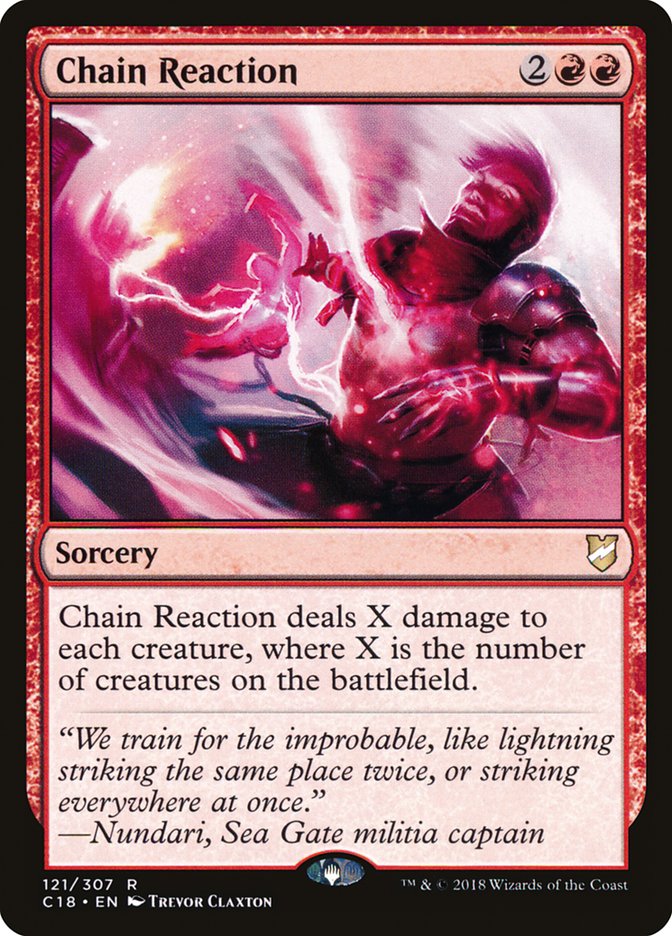 Chain Reaction 2
Sorcery
Chain Reaction deals X damage to
each creature, where X is the number
of creatures on the battlefield.
“We train for the improbable, like lightning
striking the same place twice, or striking
everywhere at once.”
—Nundari, Sea Gate militia captain
121/307 R
C18 • EN Trevor Claxton
™ & © 2018 Wizards of the Coast